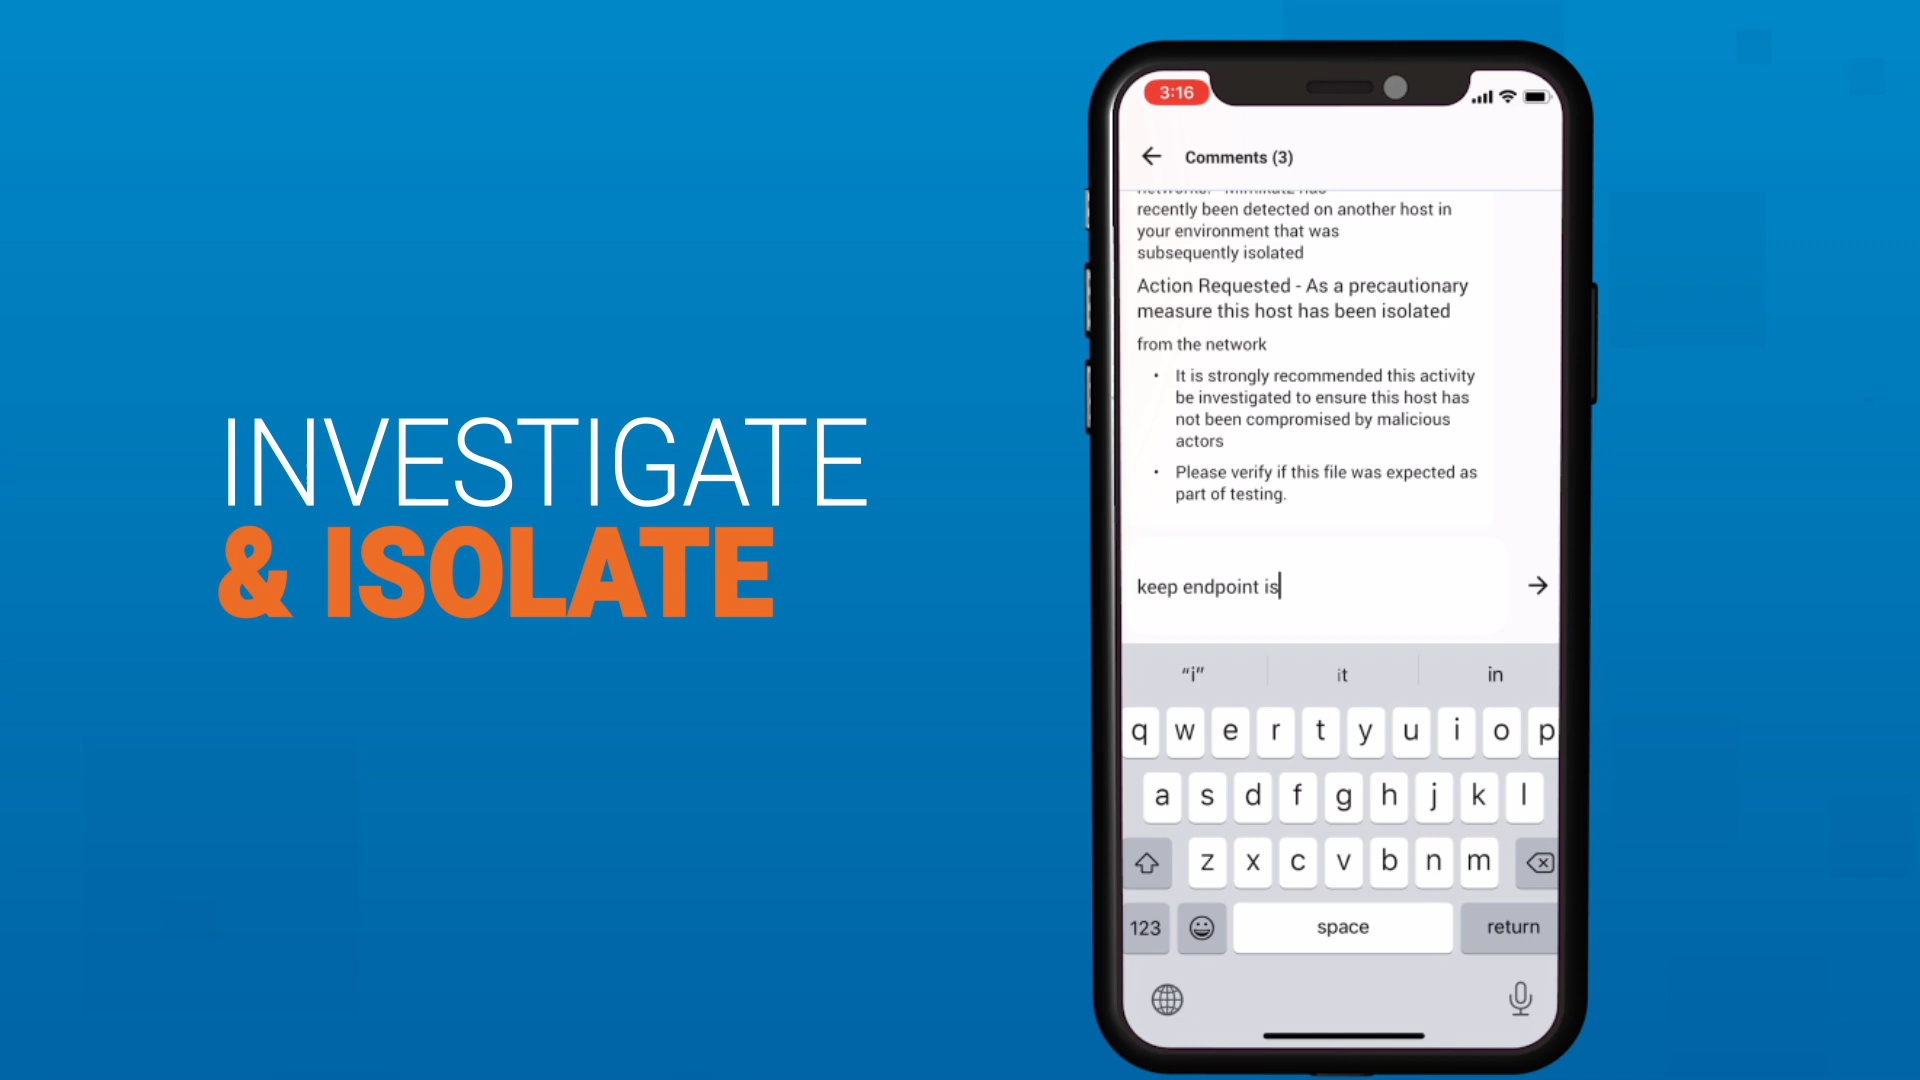 INVESTIGATE
& ISOLATE
3:16
Comments (3)
networks. - Mimikatz has
recently been detected on another host in
your environment that was
subsequently isolated
Action Requested - As a precautionary
measure this host has been isolated
from the network
• It is strongly recommended this activity
be investigated to ensure this host has
not been compromised by malicious
actors
• Please verify if this file was expected as
part of testing.
keep endpoint is
“i” it in
q w e r t y u i o p
a s d f g h j k l
z x c v b n m
123 space return